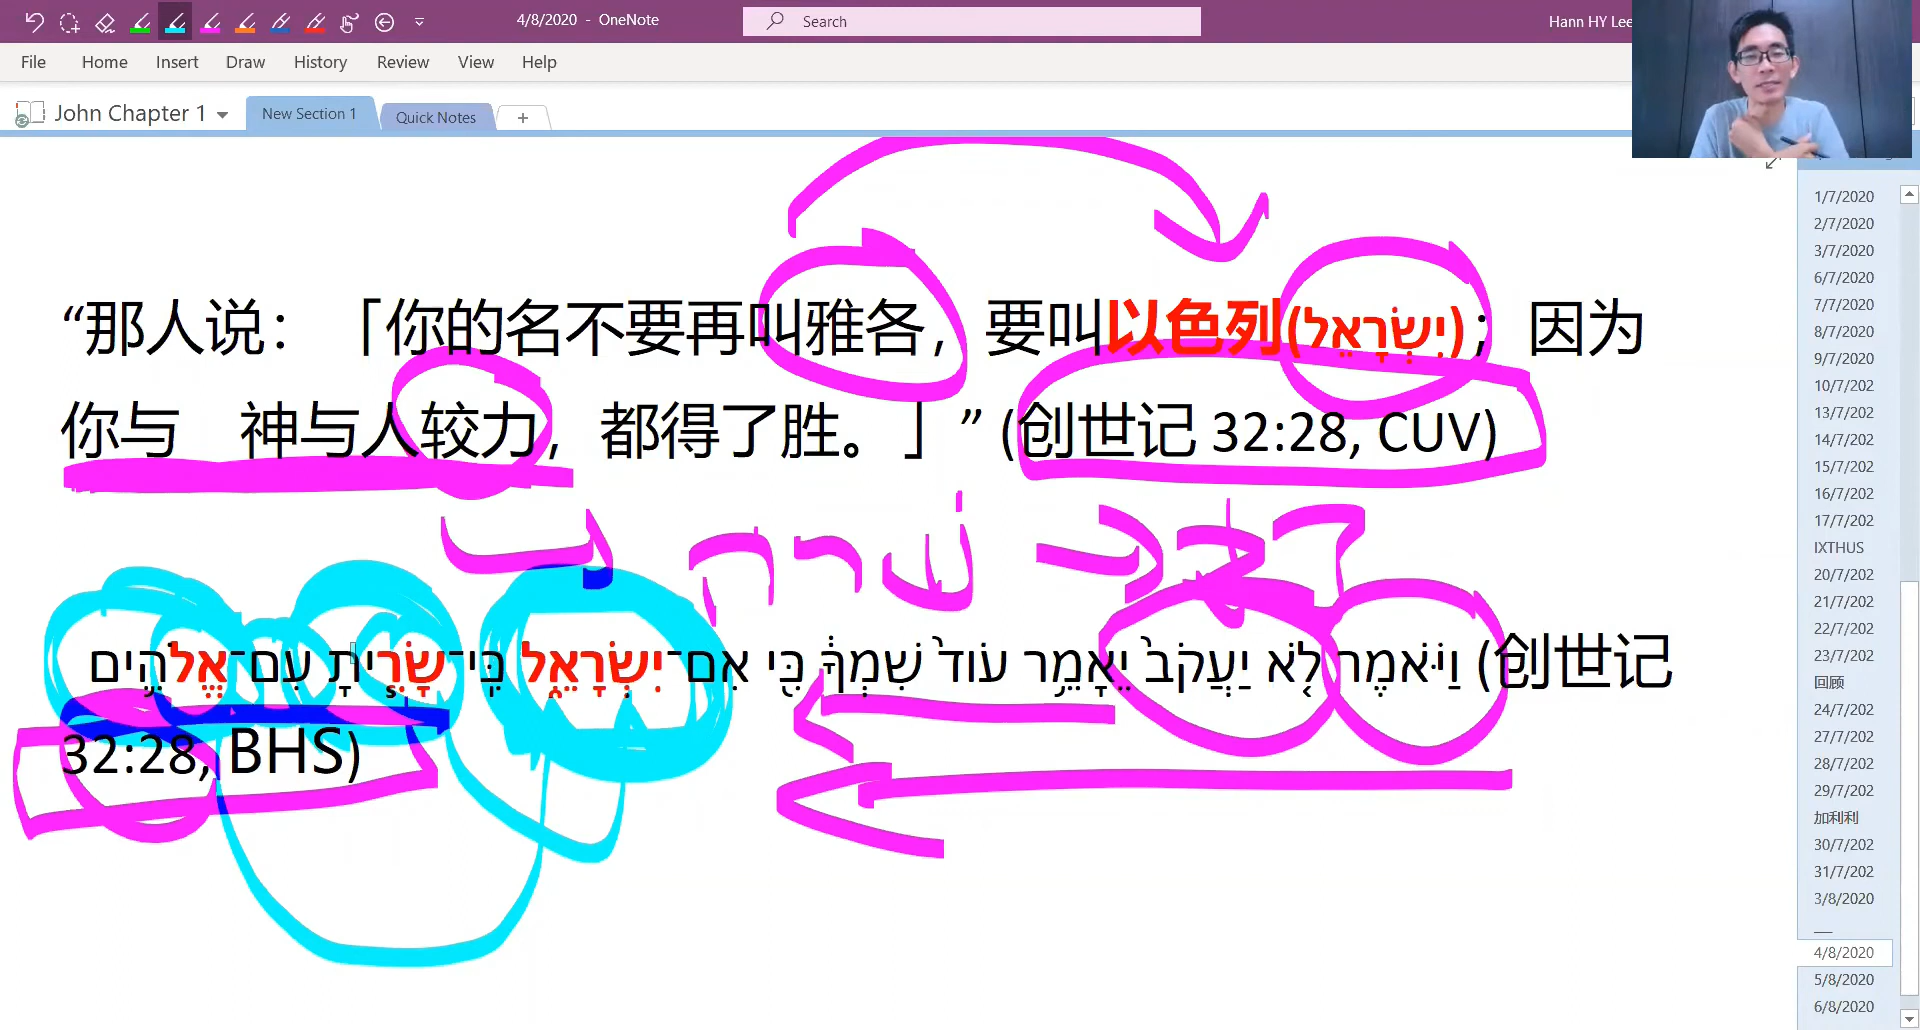 4/8/2020 - OneNote
Search
Hann HY Lee
File Home Insert Draw History Review View Help
John Chapter 1
New Section 1
Quick Notes
+
“那人说：「你的名不要再叫雅各，要叫以色列(יִשְׂרָאֵל)；因为
你与 神与人较力，都得了胜。」” (创世记 32:28, CUV)
שׂרה
וַיֹּ֗אמֶר לֹ֤א יַעֲקֹב֙ יֵאָמֵ֥ר עוֹד֙ שִׁמְךָ֔ כִּ֖י אִם־יִשְׂרָאֵ֑ל כִּֽי־שָׂרִ֧יתָ עִם־אֱלֹהִ֛ים (创世记
32:28, BHS)
1/7/2020
2/7/2020
3/7/2020
6/7/2020
7/7/2020
8/7/2020
9/7/2020
10/7/202
13/7/202
14/7/202
15/7/202
16/7/202
17/7/202
IXTHUS
20/7/202
21/7/202
22/7/202
23/7/202
回顾
24/7/202
27/7/202
28/7/202
29/7/202
加利利
30/7/202
31/7/202
3/8/2020
4/8/2020
5/8/2020
6/8/2020